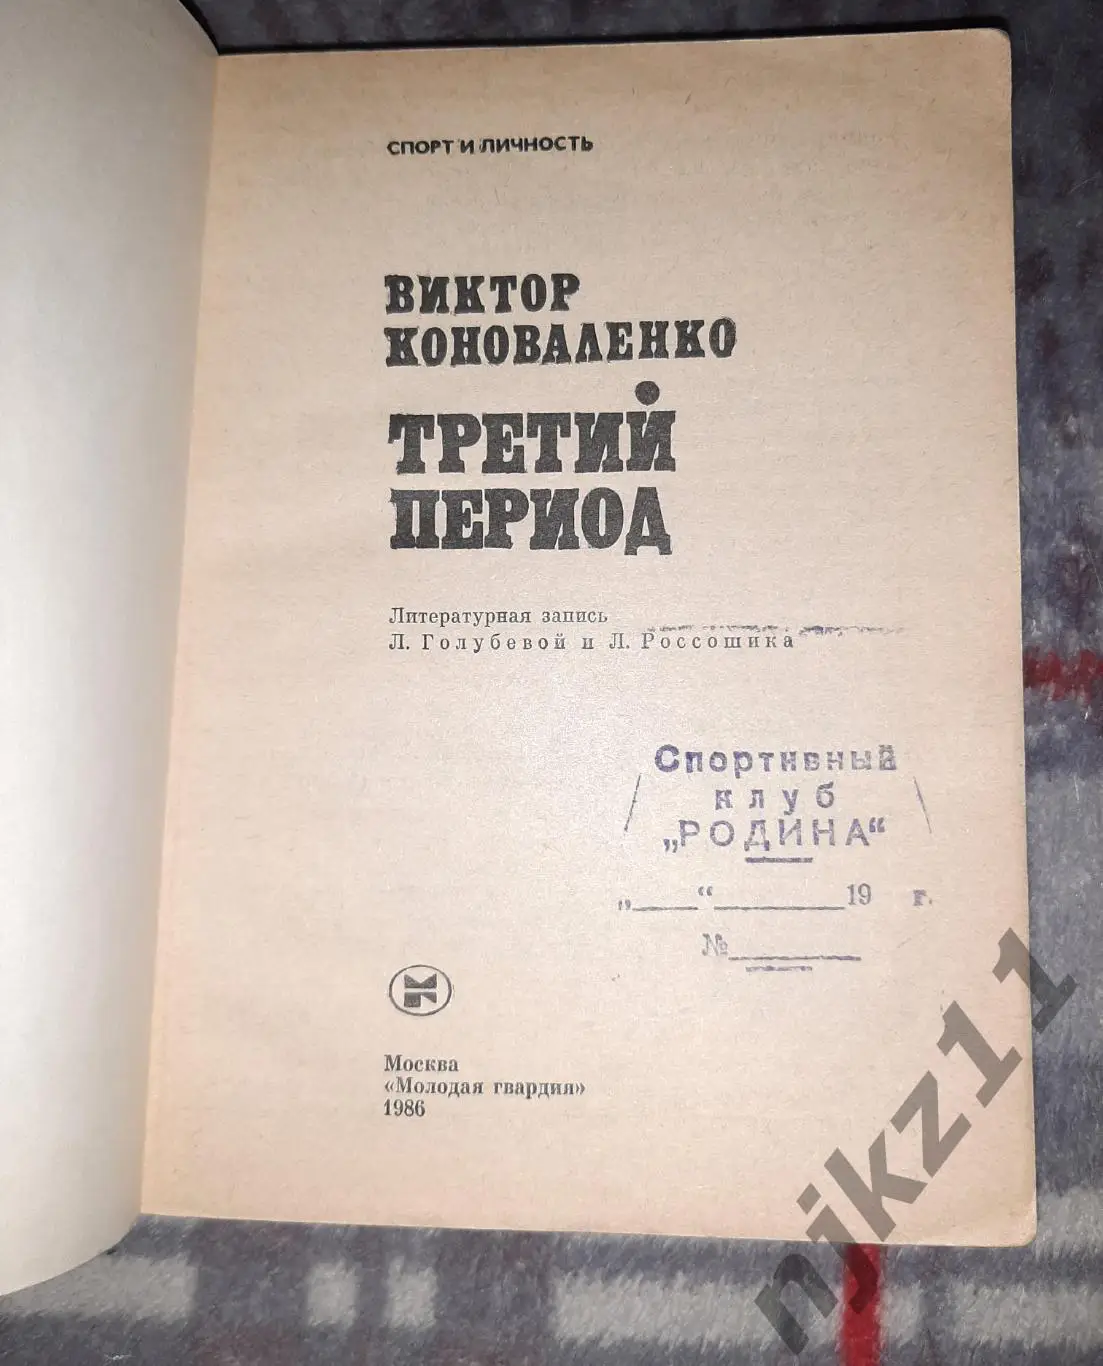 СПОРТ И ЛИЧНОСТЬ
ВИКТОР
КОНОВАЛЕНКО
ТРЕТИЙ
ПЕРИОД
Литературная запись
Л. Голубевой и Л. Россошика
Спортивный
клуб
„РОДИНА“
„____“________19 г.
№________
Москва
«Молодая гвардия»
1986
njkz11